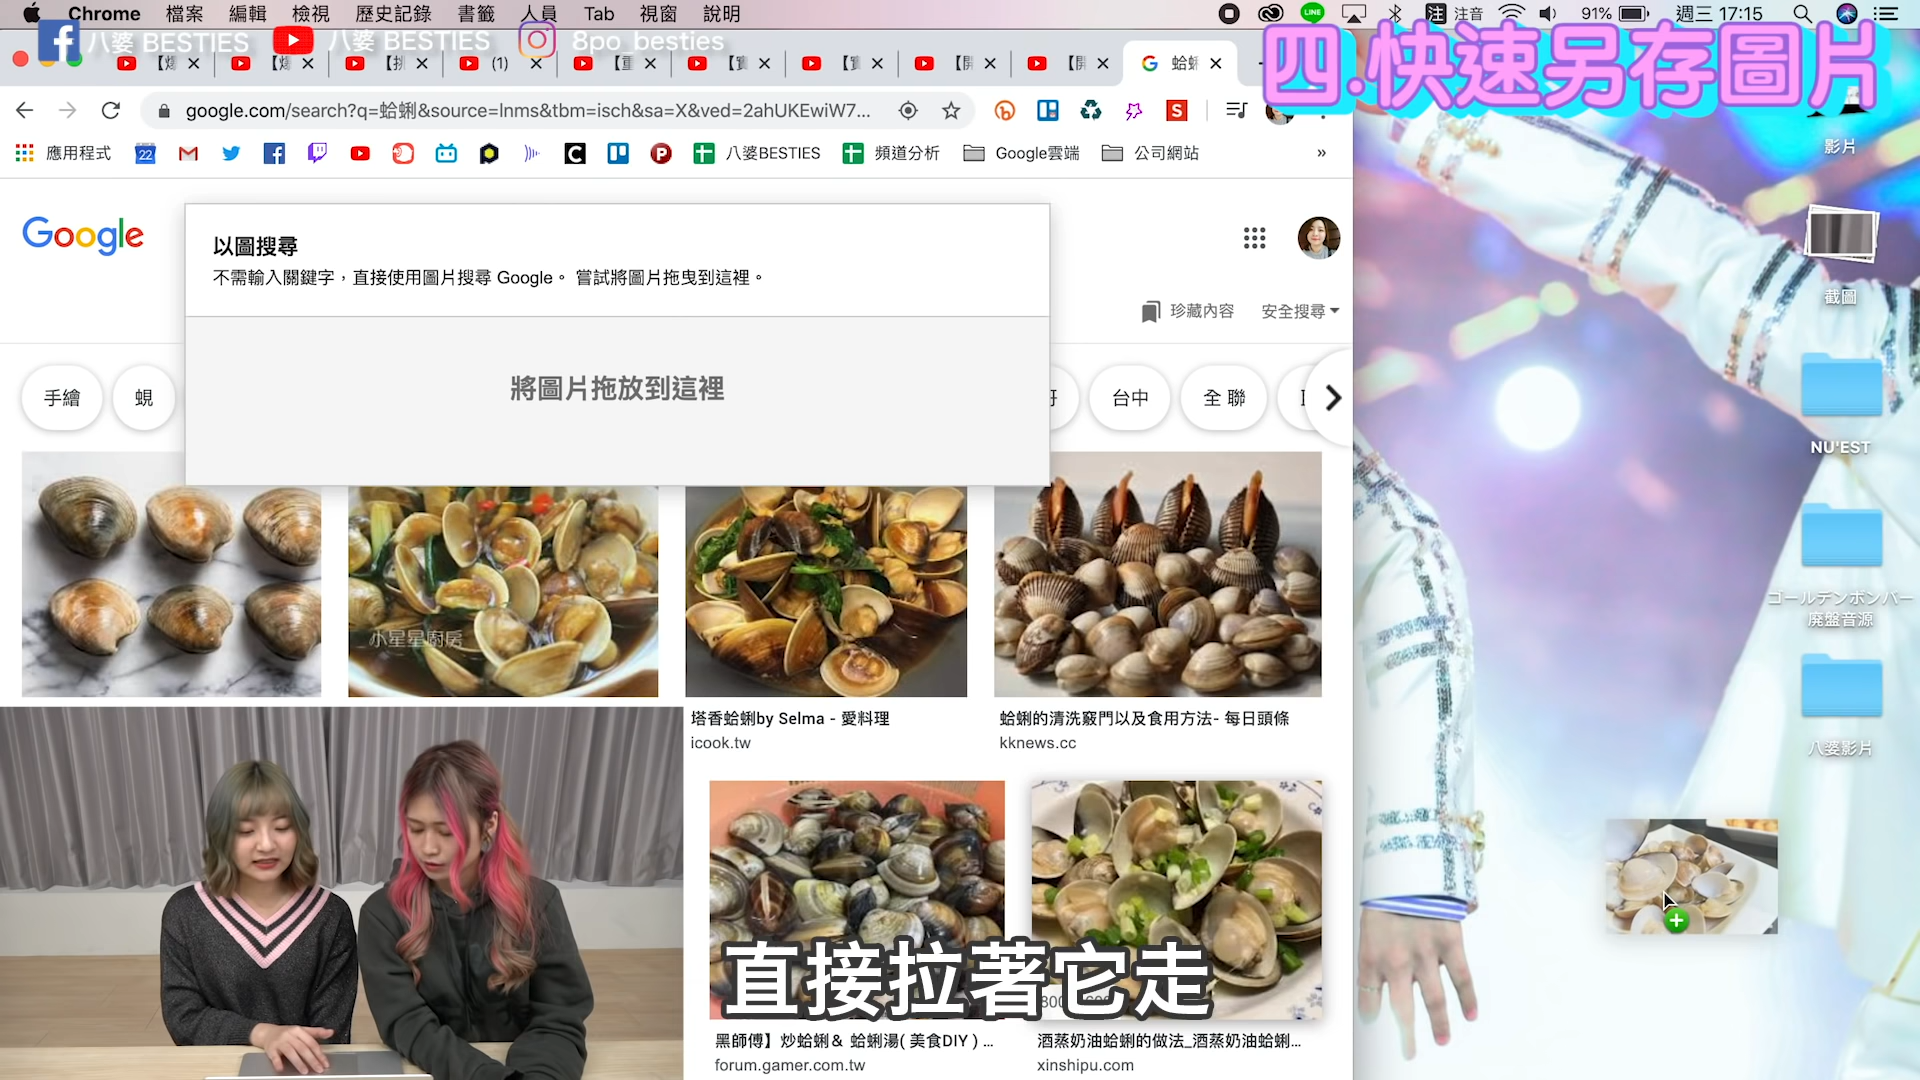 Chrome 檔案 編輯 檢視 歷史記錄 書籤 人員 Tab 視窗 說明
LINE 注 注音 91% 週三 17:15
八婆 BESTIES 八婆 BESTIES 8po_besties
四.快速另存圖片
(1)
google.com/search?q=蛤蜊&source=lnms&tbm=isch&sa=X&ved=2ahUKEwiW7...
應用程式 22 八婆BESTIES 頻道分析 Google雲端 公司網站 »
Google
以圖搜尋
不需輸入關鍵字，直接使用圖片搜尋 Google。 嘗試將圖片拖曳到這裡。
將圖片拖放到這裡
珍藏內容 安全搜尋
手繪 蜆 台中 全 聯
小星星廚房
塔香蛤蜊by Selma - 愛料理
icook.tw
蛤蜊的清洗竅門以及食用方法- 每日頭條
kknews.cc
直接拉著它走
黑師傅】炒蛤蜊＆ 蛤蜊湯( 美食DIY ) ...
forum.gamer.com.tw
酒蒸奶油蛤蜊的做法_酒蒸奶油蛤蜊...
xinshipu.com
影片
截圖
NU'EST
ゴールデンボンバー
廃盤音源
八婆影片